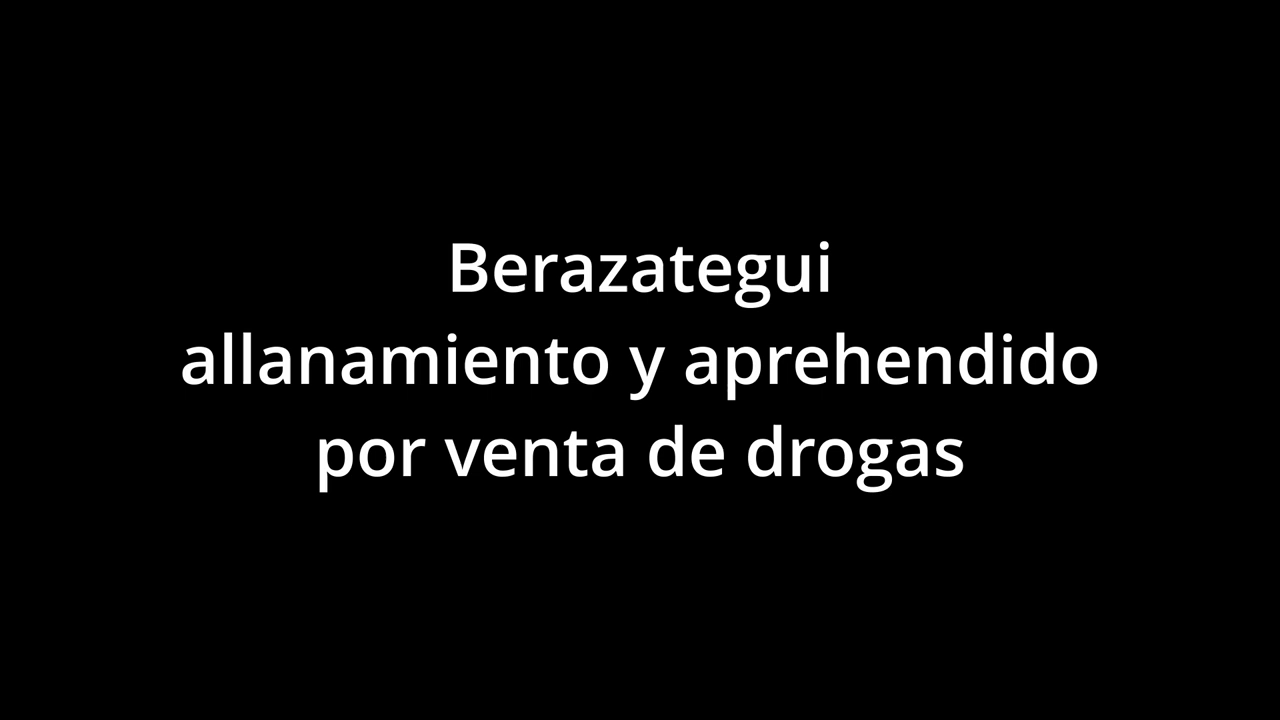 Berazategui
allanamiento y aprehendido
por venta de drogas